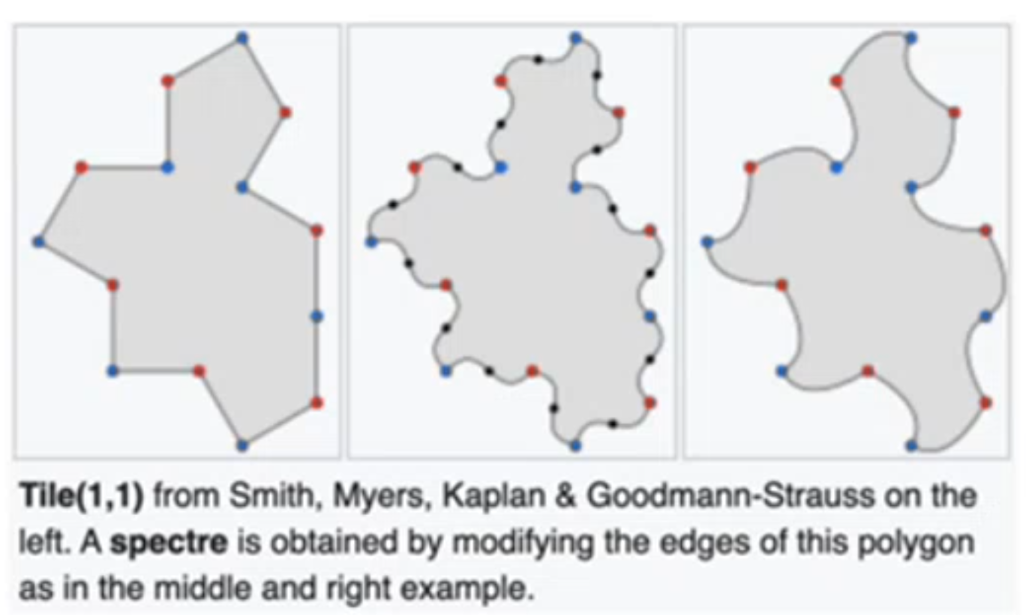 Tile(1,1) from Smith, Myers, Kaplan & Goodmann-Strauss on the
left. A spectre is obtained by modifying the edges of this polygon
as in the middle and right example.